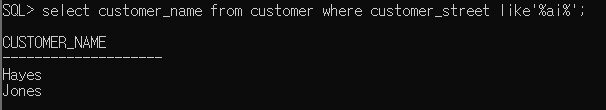 SQL> select customer_name from customer where customer_street like'%ai%';
CUSTOMER_NAME
--------------------
Hayes
Jones